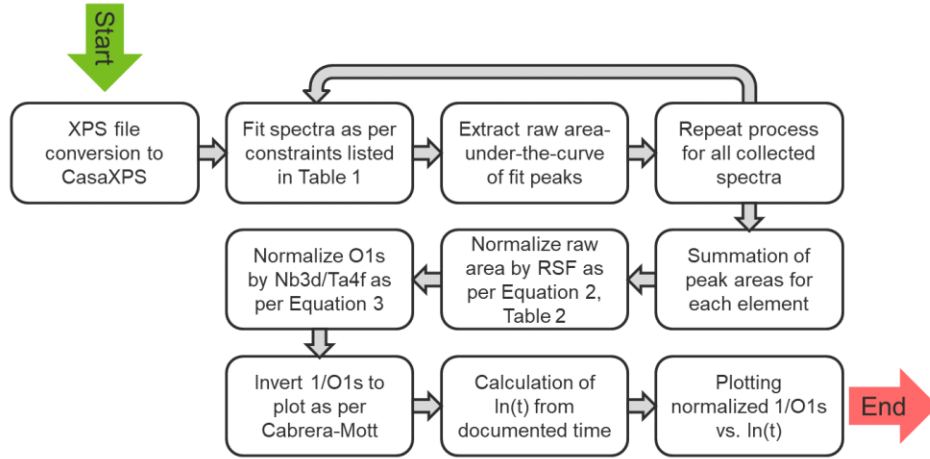 Start
XPS file
conversion to
CasaXPS
Fit spectra as per
constraints listed
in Table 1
Extract raw area-
under-the-curve
of fit peaks
Repeat process
for all collected
spectra
Summation of
peak areas for
each element
Normalize raw
area by RSF as
per Equation 2,
Table 2
Normalize O1s
by Nb3d/Ta4f as
per Equation 3
Invert 1/O1s to
plot as per
Cabrera-Mott
Calculation of
ln(t) from
documented time
Plotting
normalized 1/O1s
vs. ln(t)
End